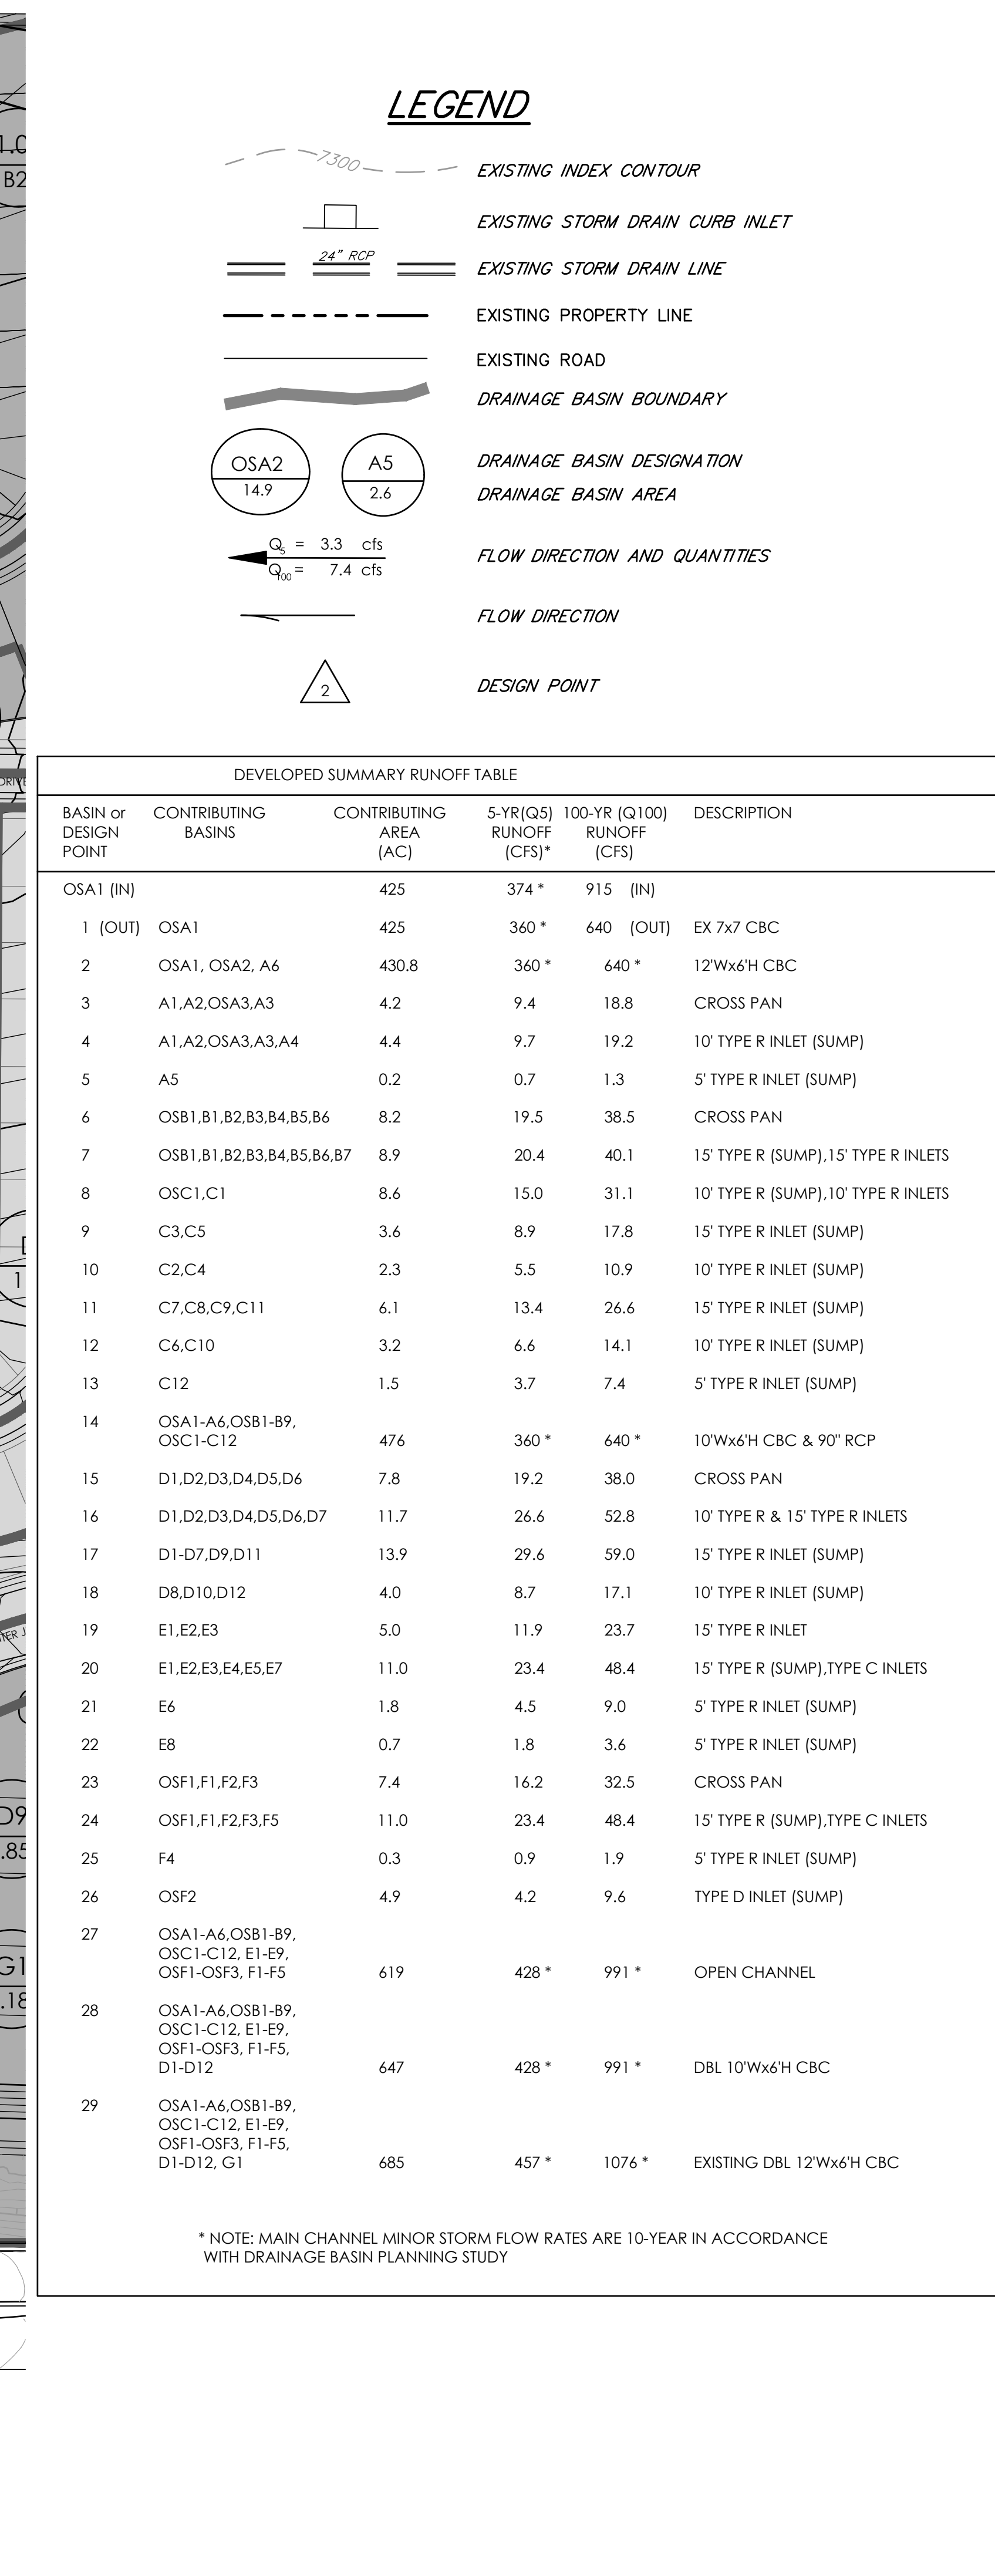 LEGEND
7300
EXISTING INDEX CONTOUR
EXISTING STORM DRAIN CURB INLET
24" RCP
EXISTING STORM DRAIN LINE
EXISTING PROPERTY LINE
EXISTING ROAD
DRAINAGE BASIN BOUNDARY
OSA2 A5 DRAINAGE BASIN DESIGNATION
14.9 2.6 DRAINAGE BASIN AREA
Q5 = 3.3 cfs
Q100 = 7.4 cfs
FLOW DIRECTION AND QUANTITIES
FLOW DIRECTION
2 DESIGN POINT
DEVELOPED SUMMARY RUNOFF TABLE
BASIN or CONTRIBUTING CONTRIBUTING 5-YR(Q5) 100-YR (Q100) DESCRIPTION
DESIGN BASINS AREA RUNOFF RUNOFF
POINT (AC) (CFS)* (CFS)
OSA1 (IN) 425 374 * 915 (IN)
1 (OUT) OSA1 425 360 * 640 (OUT) EX 7x7 CBC
2 OSA1, OSA2, A6 430.8 360 * 640 * 12'Wx6'H CBC
3 A1,A2,OSA3,A3 4.2 9.4 18.8 CROSS PAN
4 A1,A2,OSA3,A3,A4 4.4 9.7 19.2 10' TYPE R INLET (SUMP)
5 A5 0.2 0.7 1.3 5' TYPE R INLET (SUMP)
6 OSB1,B1,B2,B3,B4,B5,B6 8.2 19.5 38.5 CROSS PAN
7 OSB1,B1,B2,B3,B4,B5,B6,B7 8.9 20.4 40.1 15' TYPE R (SUMP),15' TYPE R INLETS
8 OSC1,C1 8.6 15.0 31.1 10' TYPE R (SUMP),10' TYPE R INLETS
9 C3,C5 3.6 8.9 17.8 15' TYPE R INLET (SUMP)
10 C2,C4 2.3 5.5 10.9 10' TYPE R INLET (SUMP)
11 C7,C8,C9,C11 6.1 13.4 26.6 15' TYPE R INLET (SUMP)
12 C6,C10 3.2 6.6 14.1 10' TYPE R INLET (SUMP)
13 C12 1.5 3.7 7.4 5' TYPE R INLET (SUMP)
14 OSA1-A6,OSB1-B9,
OSC1-C12 476 360 * 640 * 10'Wx6'H CBC & 90" RCP
15 D1,D2,D3,D4,D5,D6 7.8 19.2 38.0 CROSS PAN
16 D1,D2,D3,D4,D5,D6,D7 11.7 26.6 52.8 10' TYPE R & 15' TYPE R INLETS
17 D1-D7,D9,D11 13.9 29.6 59.0 15' TYPE R INLET (SUMP)
18 D8,D10,D12 4.0 8.7 17.1 10' TYPE R INLET (SUMP)
19 E1,E2,E3 5.0 11.9 23.7 15' TYPE R INLET
20 E1,E2,E3,E4,E5,E7 11.0 23.4 48.4 15' TYPE R (SUMP),TYPE C INLETS
21 E6 1.8 4.5 9.0 5' TYPE R INLET (SUMP)
22 E8 0.7 1.8 3.6 5' TYPE R INLET (SUMP)
23 OSF1,F1,F2,F3 7.4 16.2 32.5 CROSS PAN
24 OSF1,F1,F2,F3,F5 11.0 23.4 48.4 15' TYPE R (SUMP),TYPE C INLETS
25 F4 0.3 0.9 1.9 5' TYPE R INLET (SUMP)
26 OSF2 4.9 4.2 9.6 TYPE D INLET (SUMP)
27 OSA1-A6,OSB1-B9,
OSC1-C12, E1-E9,
OSF1-OSF3, F1-F5 619 428 * 991 * OPEN CHANNEL
28 OSA1-A6,OSB1-B9,
OSC1-C12, E1-E9,
OSF1-OSF3, F1-F5,
D1-D12 647 428 * 991 * DBL 10'Wx6'H CBC
29 OSA1-A6,OSB1-B9,
OSC1-C12, E1-E9,
OSF1-OSF3, F1-F5,
D1-D12, G1 685 457 * 1076 * EXISTING DBL 12'Wx6'H CBC
* NOTE: MAIN CHANNEL MINOR STORM FLOW RATES ARE 10-YEAR IN ACCORDANCE
WITH DRAINAGE BASIN PLANNING STUDY
B2
D9
.85
G1
.18